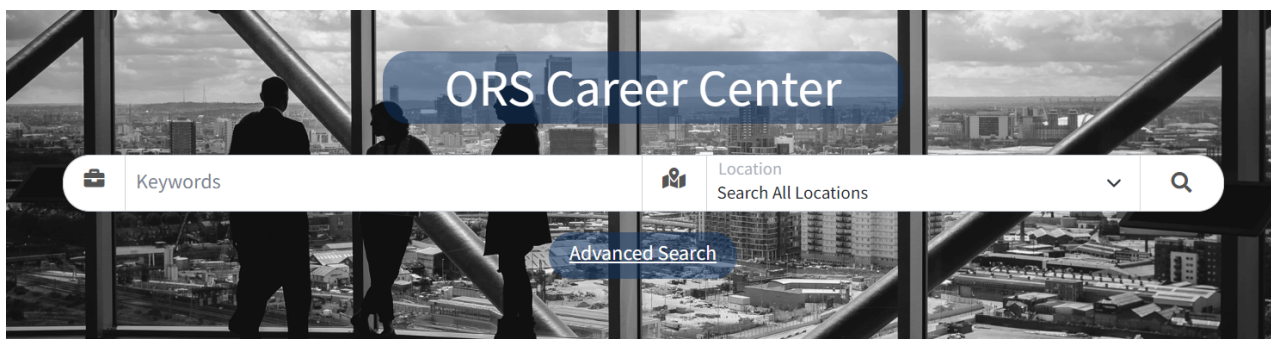 ORS Career Center
Keywords
Location
Search All Locations
Advanced Search